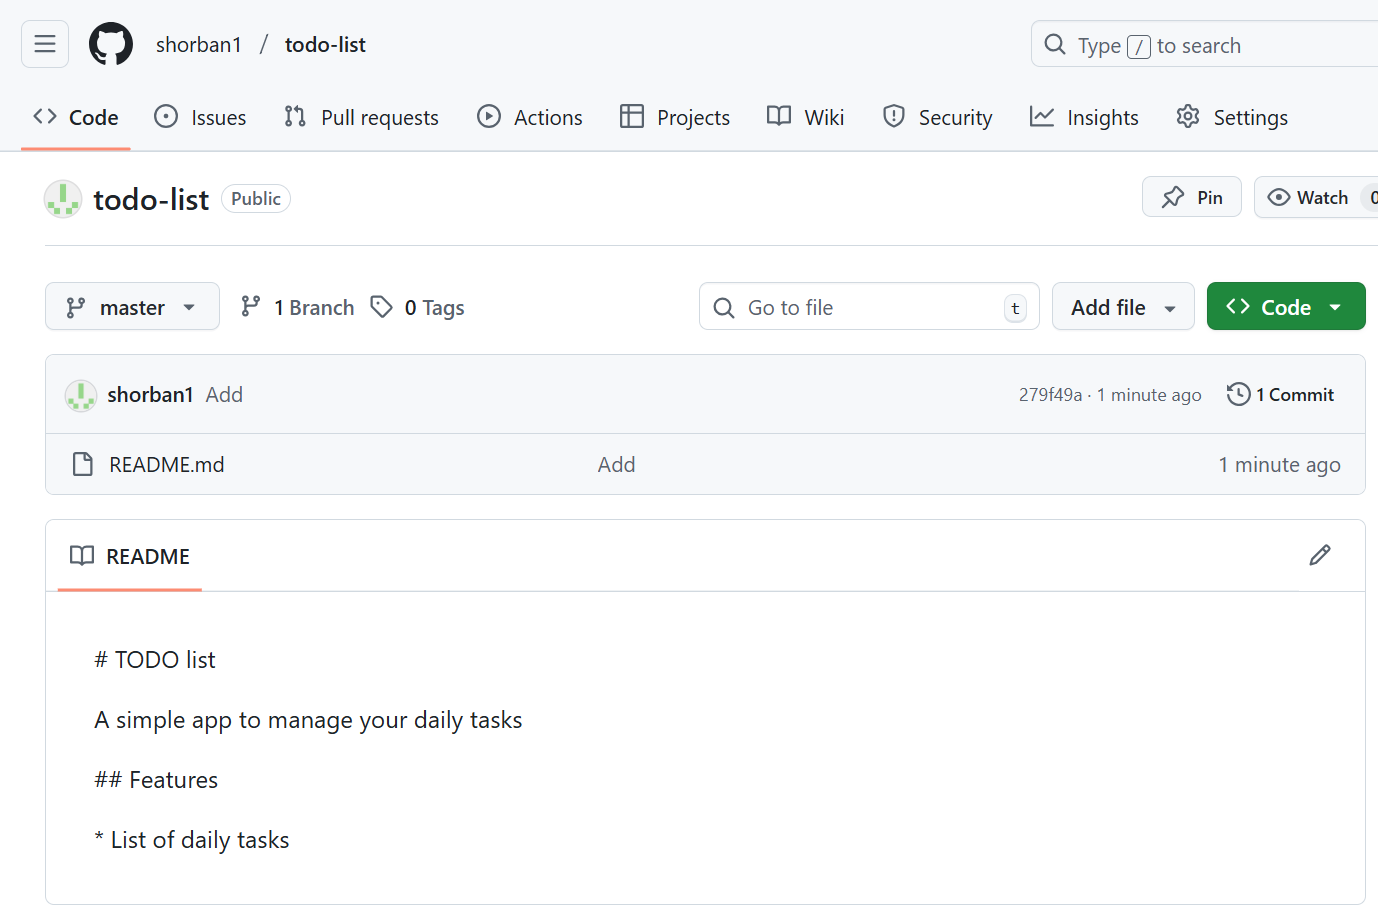 shorban1 / todo-list
Type / to search
Code Issues Pull requests Actions Projects Wiki Security Insights Settings
todo-list Public Pin Watch 0
master 1 Branch 0 Tags Go to file t Add file Code
shorban1 Add 279f49a · 1 minute ago 1 Commit
README.md Add 1 minute ago
README
# TODO list
A simple app to manage your daily tasks
## Features
* List of daily tasks